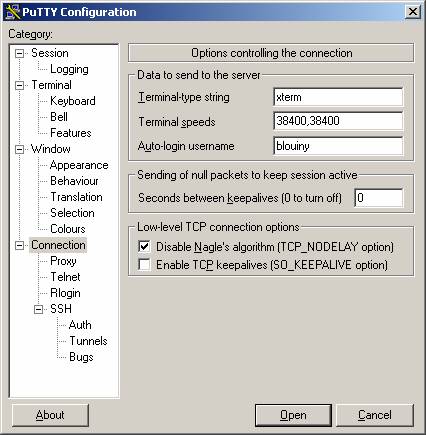 PuTTY Configuration
Category:
Session
Logging
Terminal
Keyboard
Bell
Features
Window
Appearance
Behaviour
Translation
Selection
Colours
Connection
Proxy
Telnet
Rlogin
SSH
Auth
Tunnels
Bugs
Options controlling the connection
Data to send to the server
Terminal-type string xterm
Terminal speeds 38400,38400
Auto-login username blouiny
Sending of null packets to keep session active
Seconds between keepalives (0 to turn off) 0
Low-level TCP connection options
Disable Nagle's algorithm (TCP_NODELAY option)
Enable TCP keepalives (SO_KEEPALIVE option)
About Open Cancel